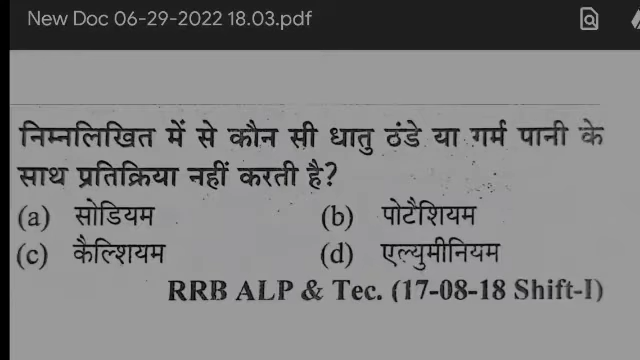 New Doc 06-29-2022 18.03.pdf
निम्नलिखित में से कौन सी धातु ठंडे या गर्म पानी के
साथ प्रतिक्रिया नहीं करती है?
(a) सोडियम (b) पोटैशियम
(c) कैल्शियम (d) एल्युमीनियम
RRB ALP & Tec. (17-08-18 Shift-I)